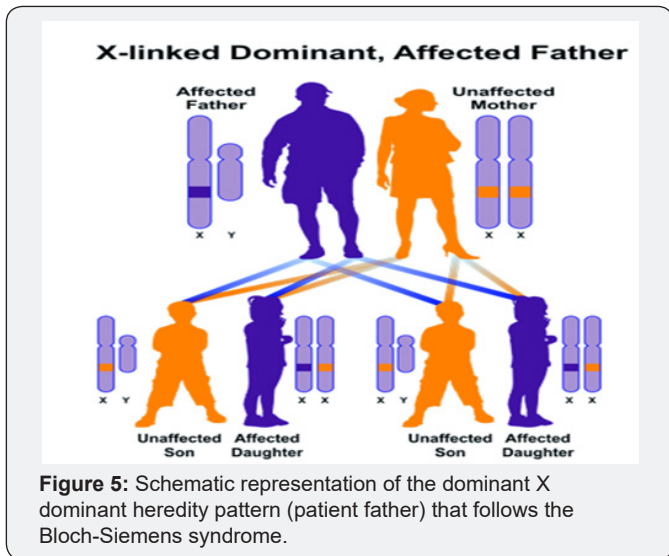 X-linked Dominant, Affected Father
Affected
Father
Unaffected
Mother
X Y
X X
X Y
X X
X Y
X X
Unaffected
Son
Affected
Daughter
Unaffected
Son
Affected
Daughter
Figure 5: Schematic representation of the dominant X
dominant heredity pattern (patient father) that follows the
Bloch-Siemens syndrome.